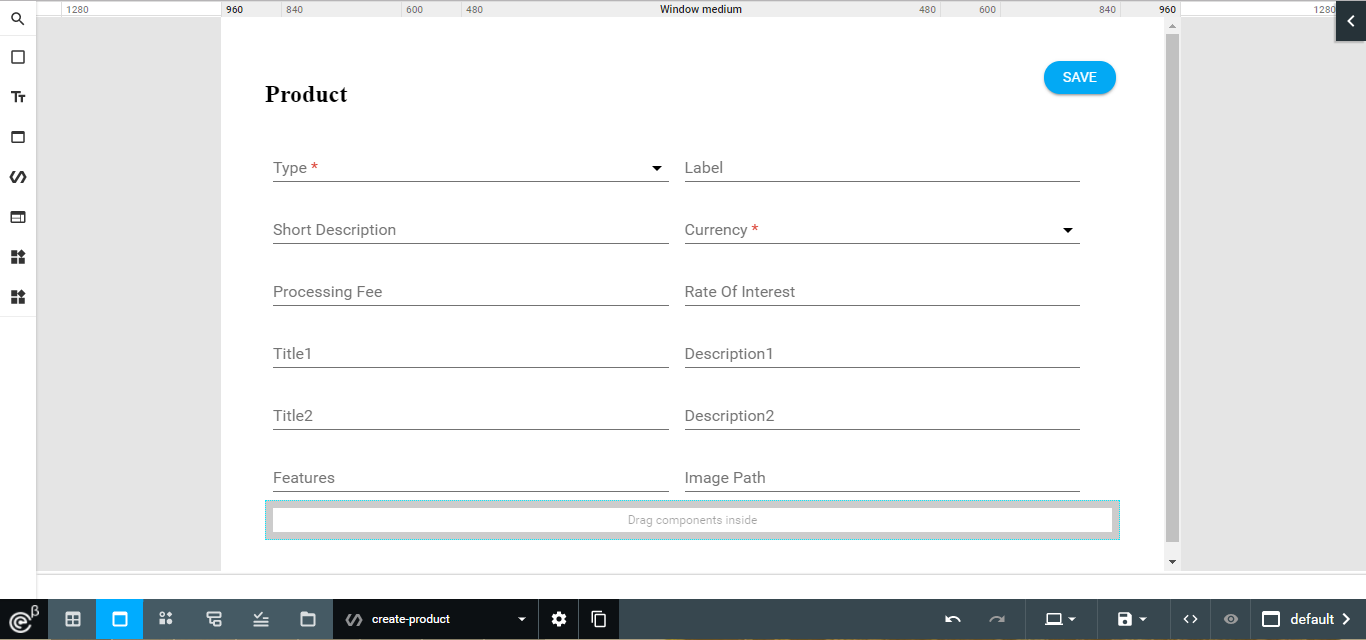 1280 960 840 600 480 Window medium 480 600 840 960 1280
SAVE
Product
Type * Label
Short Description Currency *
Processing Fee Rate Of Interest
Title1 Description1
Title2 Description2
Features Image Path
Drag components inside
create-product default